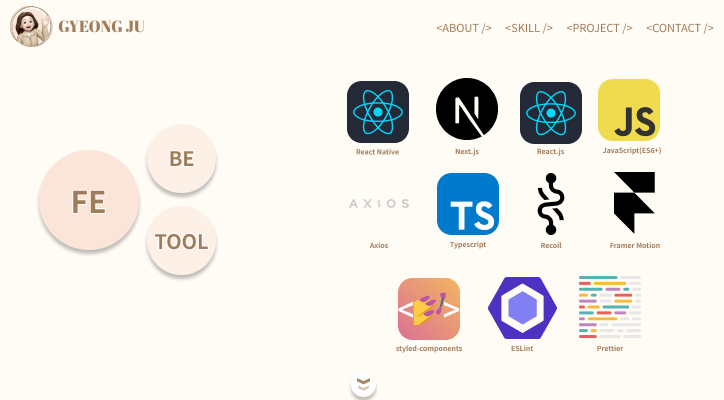 GYEONG JU
<ABOUT /> <SKILL /> <PROJECT /> <CONTACT />
FE
BE
TOOL
N
JS
React Native Next.js React.js JavaScript(ES6+)
AXIOS
TS
Axios Typescript Recoil Framer Motion
< >
styled-components ESLint Prettier